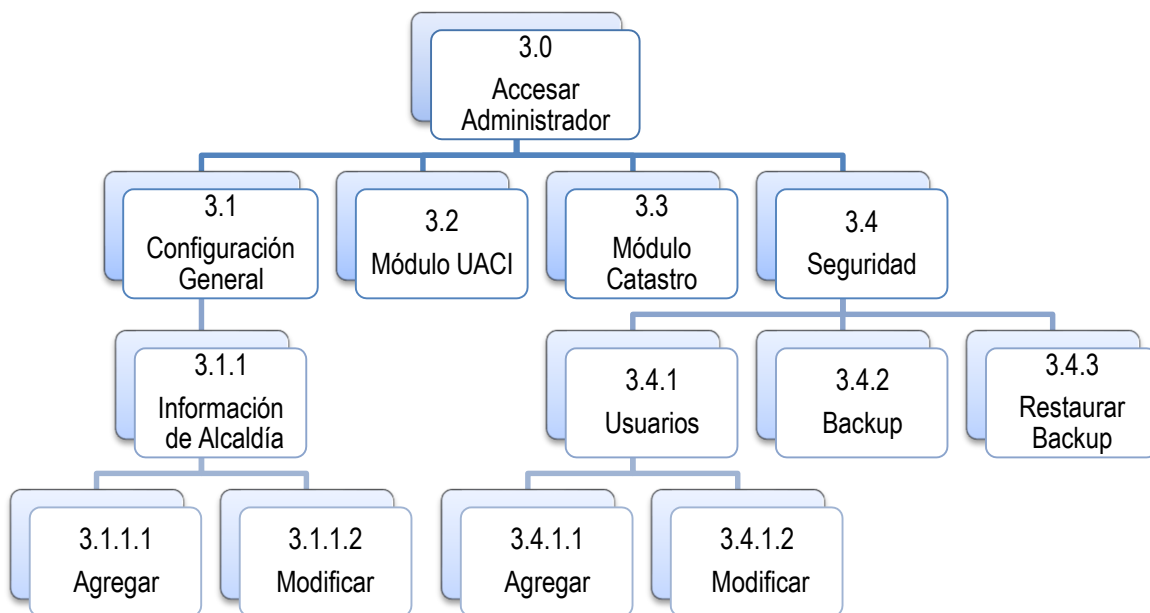 3.0
Accesar
Administrador
3.1
Configuración
General
3.2
Módulo UACI
3.3
Módulo
Catastro
3.4
Seguridad
3.1.1
Información
de Alcaldía
3.4.1
Usuarios
3.4.2
Backup
3.4.3
Restaurar
Backup
3.1.1.1
Agregar
3.1.1.2
Modificar
3.4.1.1
Agregar
3.4.1.2
Modificar